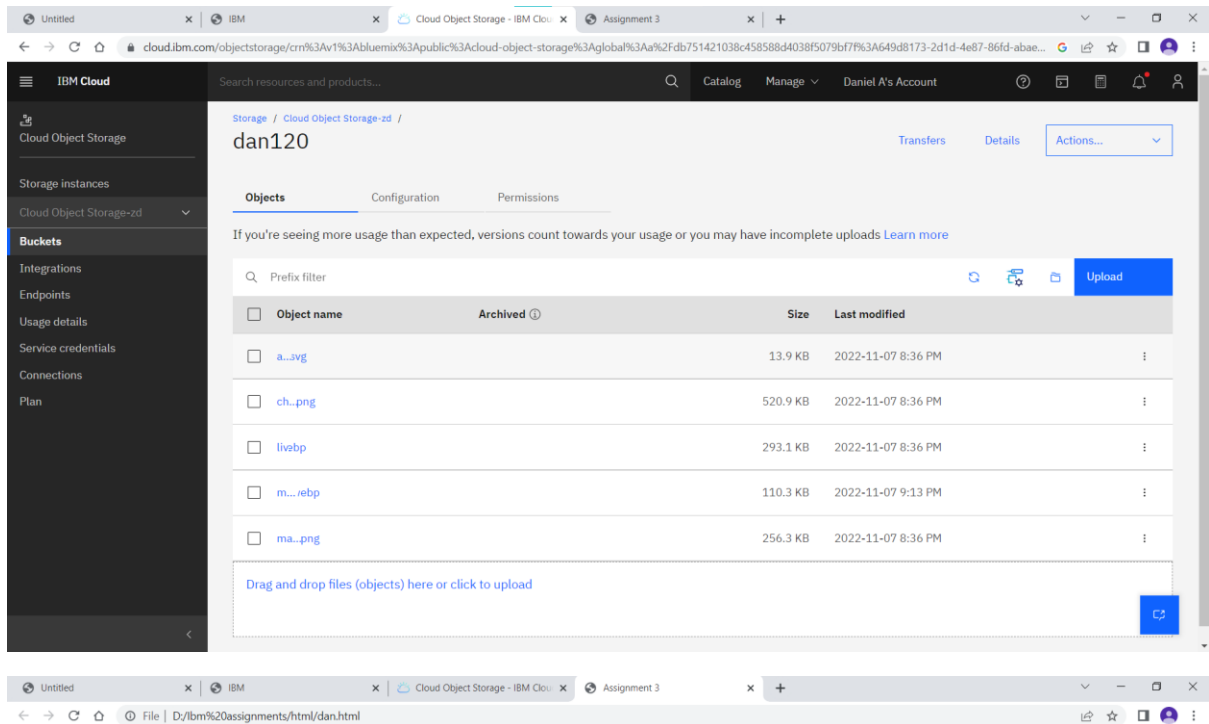 Untitled IBM Cloud Object Storage - IBM Clou Assignment 3
cloud.ibm.com/objectstorage/crn%3Av1%3Abluemix%3Apublic%3Acloud-object-storage%3Aglobal%3Aa%2Fdb751421038c458588d4038f5079bf7f%3A649d8173-2d1d-4e87-86fd-abae...
IBM Cloud Search resources and products... Catalog Manage Daniel A's Account
Cloud Object Storage
Storage instances
Cloud Object Storage-zd
Buckets
Integrations
Endpoints
Usage details
Service credentials
Connections
Plan
Storage / Cloud Object Storage-zd /
dan120 Transfers Details Actions...
Objects Configuration Permissions
If you're seeing more usage than expected, versions count towards your usage or you may have incomplete uploads Learn more
Prefix filter Upload
Object name Archived Size Last modified
a...svg 13.9 KB 2022-11-07 8:36 PM
ch...png 520.9 KB 2022-11-07 8:36 PM
293.1 KB 2022-11-07 8:36 PM
110.3 KB 2022-11-07 9:13 PM
ma...png 256.3 KB 2022-11-07 8:36 PM
Drag and drop files (objects) here or click to upload
Untitled IBM Cloud Object Storage - IBM Clou Assignment 3
File D:/Ibm%20assignments/html/dan.html